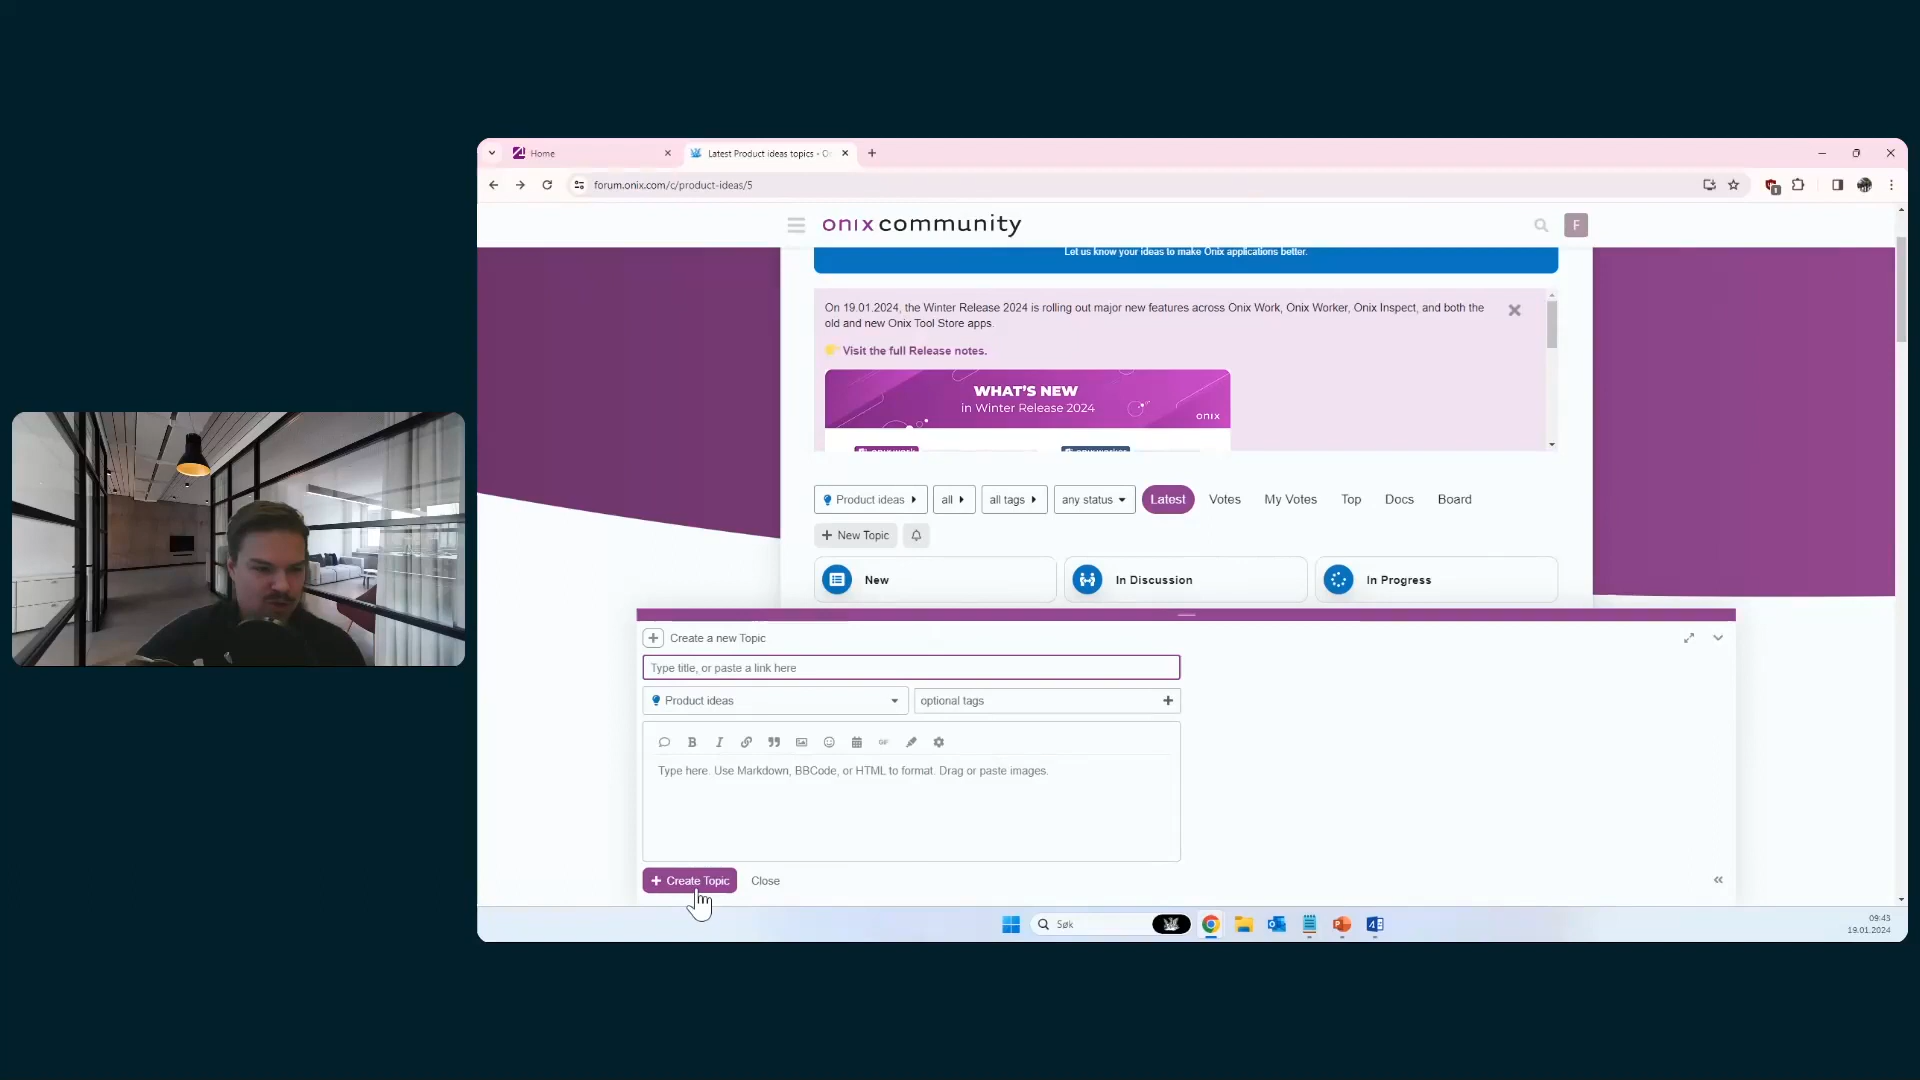 Home
Latest Product ideas topics - O
forum.onix.com/c/product-ideas/5
onix community
F
Let us know your ideas to make Onix applications better.
On 19.01.2024, the Winter Release 2024 is rolling out major new features across Onix Work, Onix Worker, Onix Inspect, and both the
old and new Onix Tool Store apps.
Visit the full Release notes.
WHAT'S NEW
in Winter Release 2024
onix
Product ideas
all
all tags
any status
Latest
Votes
My Votes
Top
Docs
Board
+ New Topic
New
In Discussion
In Progress
Create a new Topic
Type title, or paste a link here
Product ideas
optional tags
B
I
GIF
Type here. Use Markdown, BBCode, or HTML to format. Drag or paste images.
+ Create Topic
Close
Søk
09:43
19.01.2024